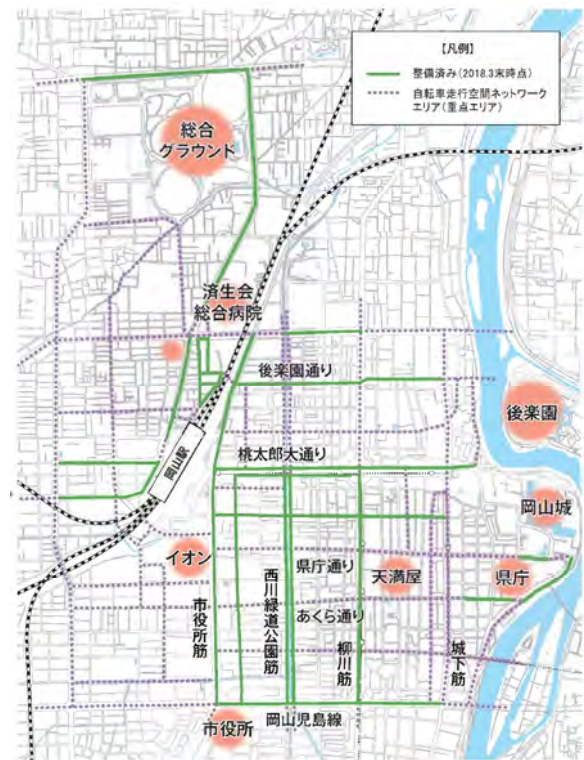 【凡例】
整備済み(2018.3末時点)
自転車走行空間ネットワーク
エリア(重点エリア)
総合
グラウンド
済生会
総合病院
後楽園通り
後楽園
桃太郎大通り
岡山駅
岡山城
イオン
県庁通り
天満屋
県庁
市役所筋
西川緑道公園筋
あくら通り
柳川筋
城下筋
市役所
岡山児島線